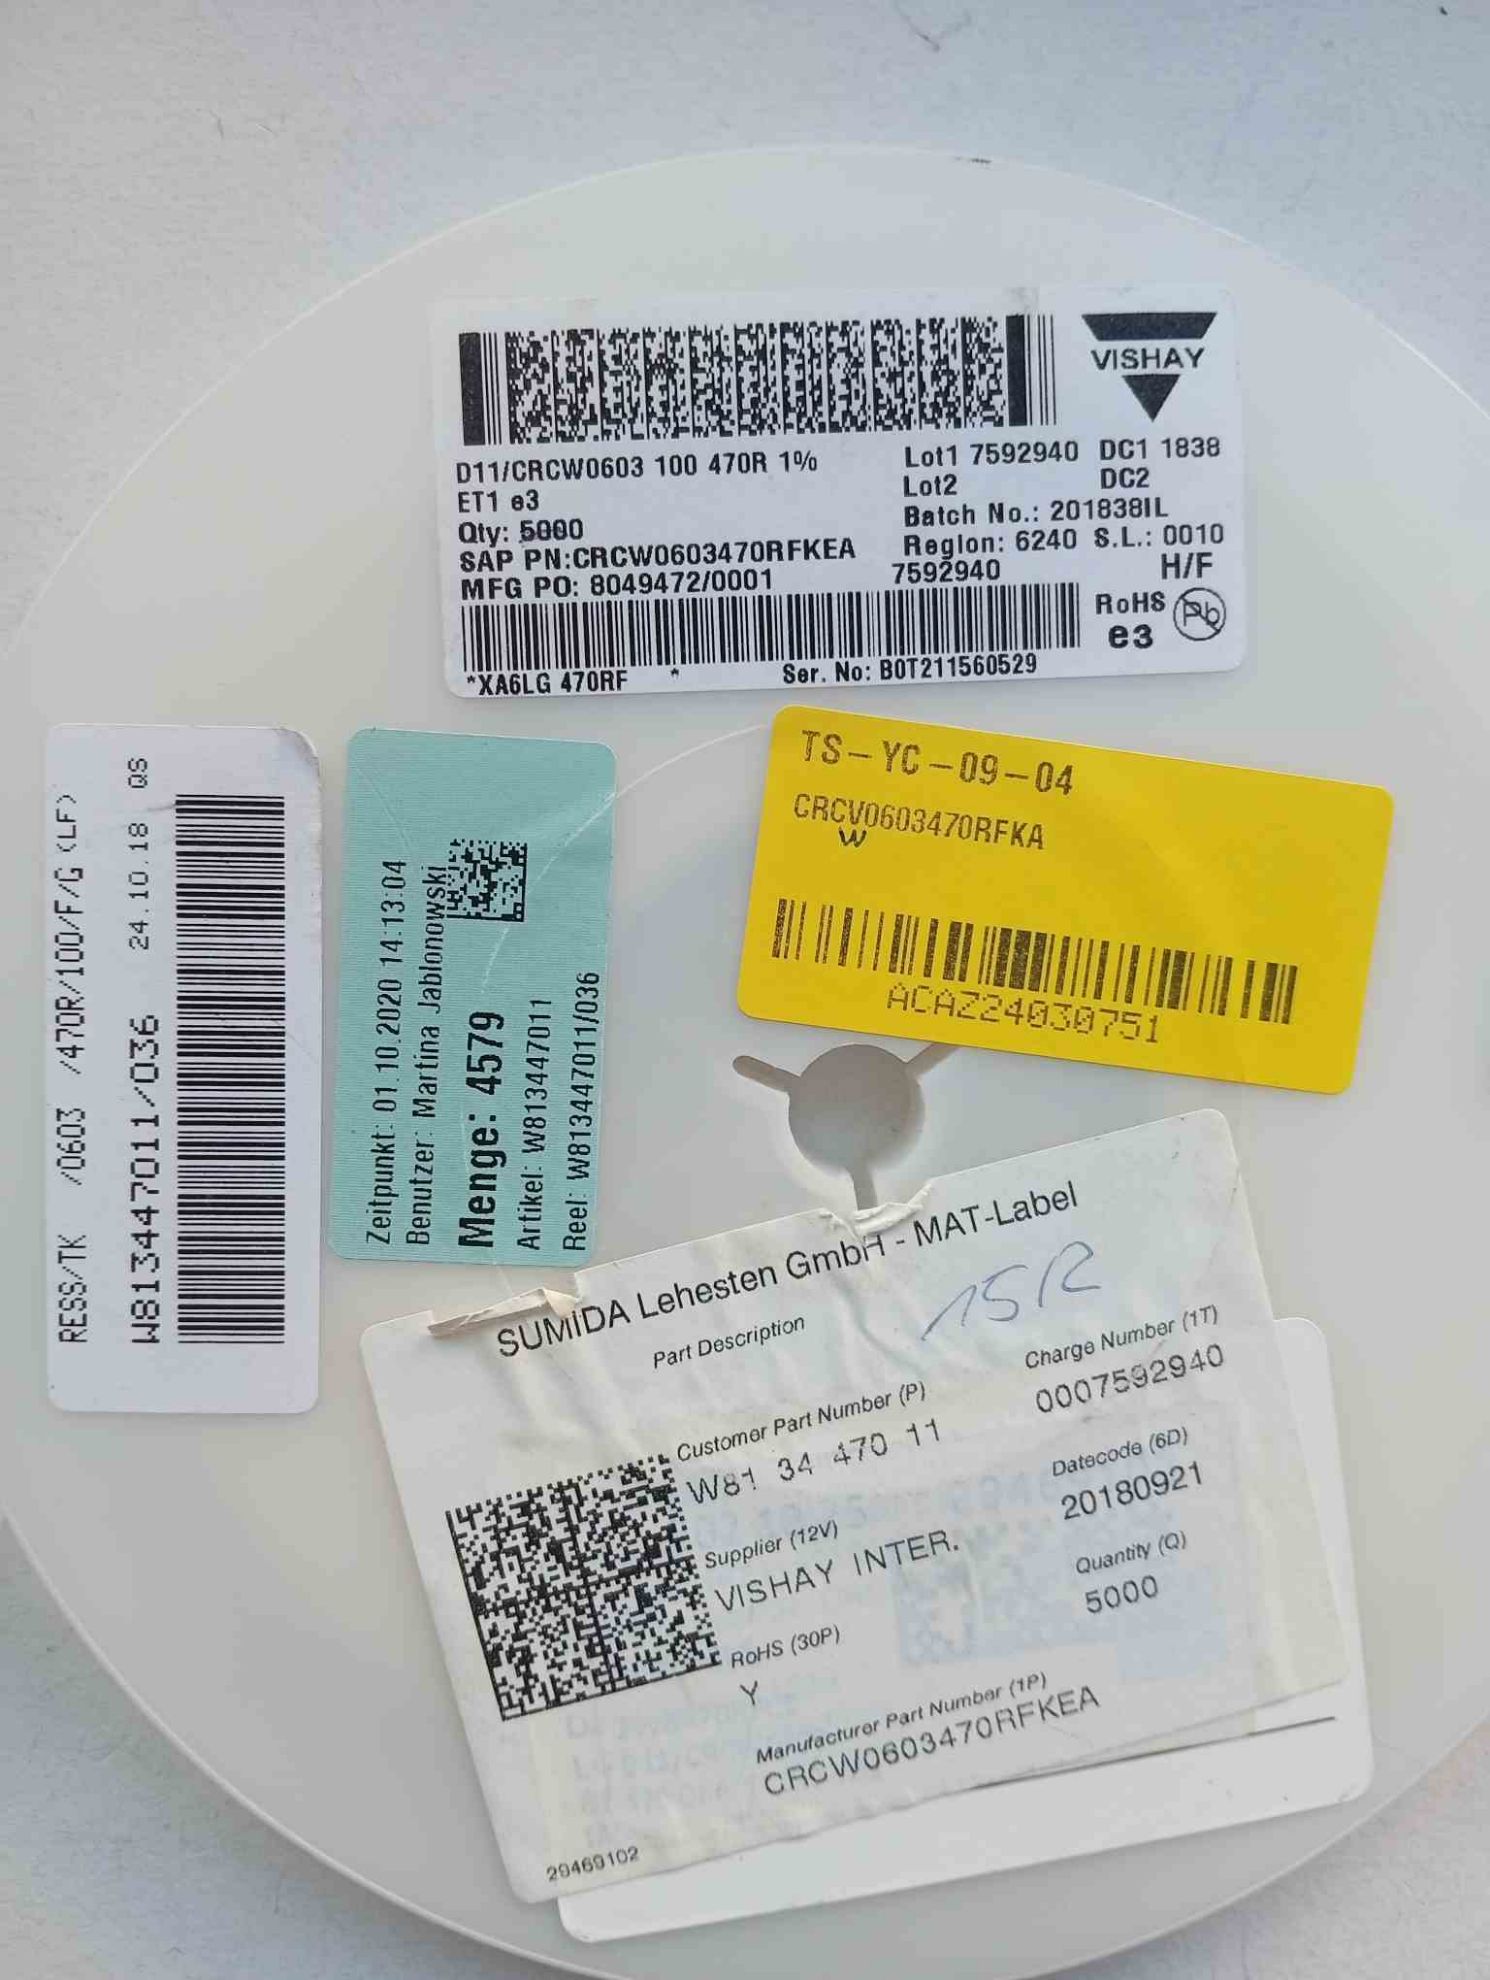 VISHAY
D11/CRCW0603 100 470R 1%
ET1 e3
Qty: 5000
SAP PN:CRCW0603470RFKEA
MFG PO: 8049472/0001
Lot1 7592940 DC1 1838
Lot2 DC2
Batch No.: 201838IL
Region: 6240 S.L.: 0010
7592940 H/F
RoHS Pb
e3
*XA6LG 470RF * Ser. No: B0T211560529
RESS/TK /0603 /470R/100/F/G (LF)
W813447011/036 24.10.18 QS
Zeitpunkt: 01.10.2020 14:13:04
Benutzer: Martina Jablonowski
Menge: 4579
Artikel: W813447011
Reel: W813447011/036
TS-YC-09-04
CRCV0603470RFKA
W
ACAZ24030751
SUMIDA Lehesten GmbH - MAT-Label
Part Description
15R
Customer Part Number (P)
W81 34 470 11
Charge Number (1T)
0007592940
Supplier (12V)
VISHAY INTER.
Datecode (6D)
20180921
RoHS (30P)
Y
Quantity (Q)
5000
Manufacturer Part Number (1P)
CRCW0603470RFKEA
29469102